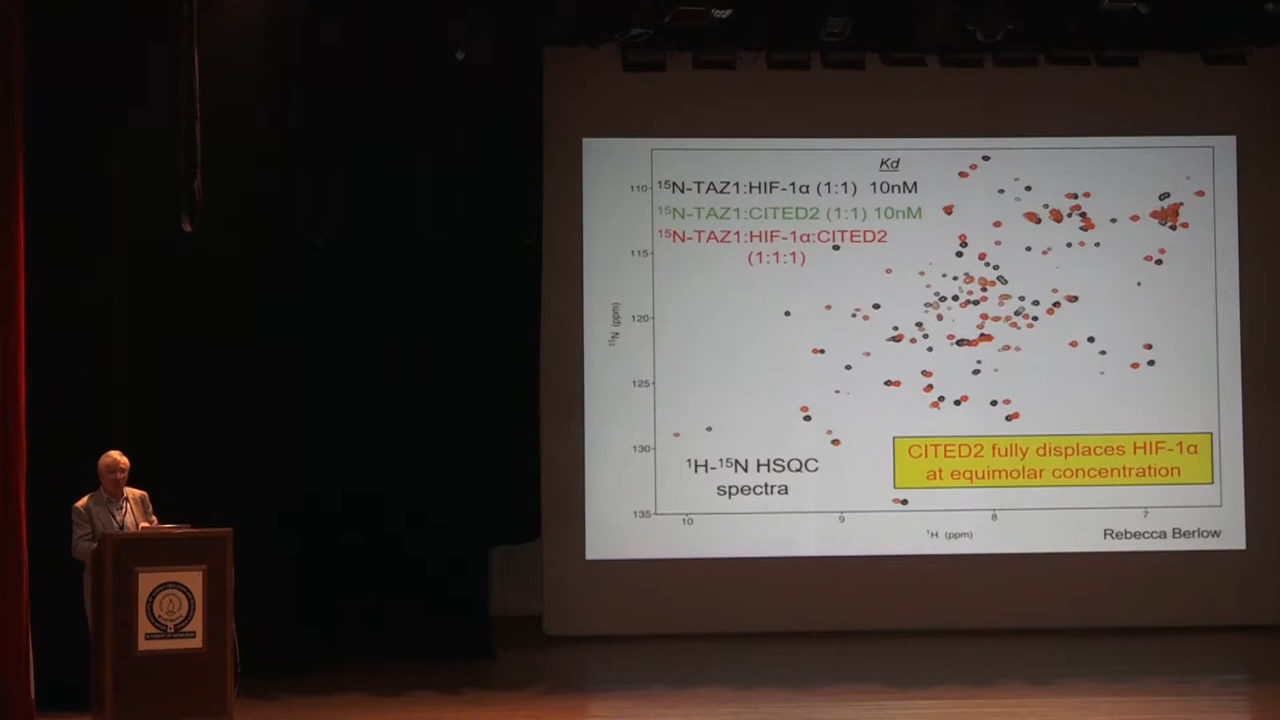 Kd
¹⁵N-TAZ1:HIF-1α (1:1) 10nM
¹⁵N-TAZ1:CITED2 (1:1) 10nM
¹⁵N-TAZ1:HIF-1α:CITED2
(1:1:1)
110
115
120
125
130
135
¹⁵N (ppm)
CITED2 fully displaces HIF-1α
at equimolar concentration
¹H-¹⁵N HSQC
spectra
10
9
8
7
¹H (ppm)
Rebecca Berlow